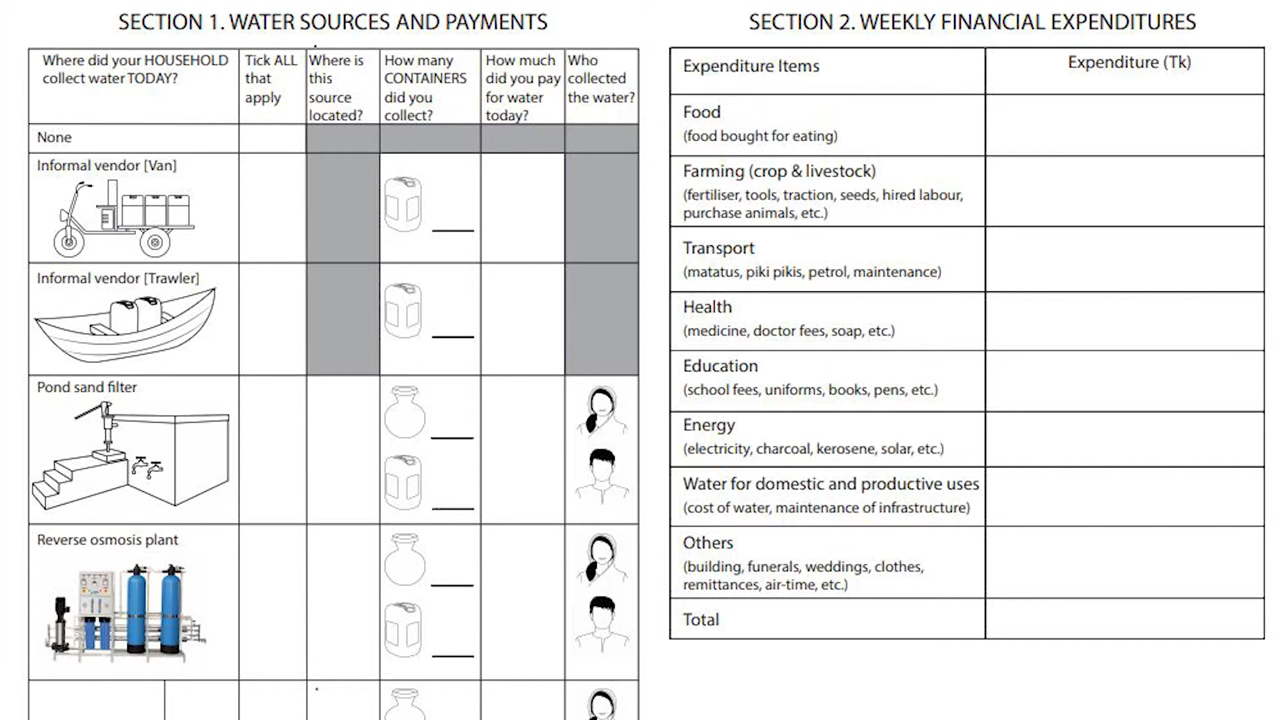 SECTION 1. WATER SOURCES AND PAYMENTS
Where did your HOUSEHOLD
collect water TODAY?
Tick ALL
that
apply
Where is
this
source
located?
How many
CONTAINERS
did you
collect?
How much
did you pay
for water
today?
Who
collected
the water?
None
Informal vendor [Van]
Informal vendor [Trawler]
Pond sand filter
Reverse osmosis plant
SECTION 2. WEEKLY FINANCIAL EXPENDITURES
Expenditure Items
Expenditure (Tk)
Food
(food bought for eating)
Farming (crop & livestock)
(fertiliser, tools, traction, seeds, hired labour,
purchase animals, etc.)
Transport
(matatus, piki pikis, petrol, maintenance)
Health
(medicine, doctor fees, soap, etc.)
Education
(school fees, uniforms, books, pens, etc.)
Energy
(electricity, charcoal, kerosene, solar, etc.)
Water for domestic and productive uses
(cost of water, maintenance of infrastructure)
Others
(building, funerals, weddings, clothes,
remittances, air-time, etc.)
Total